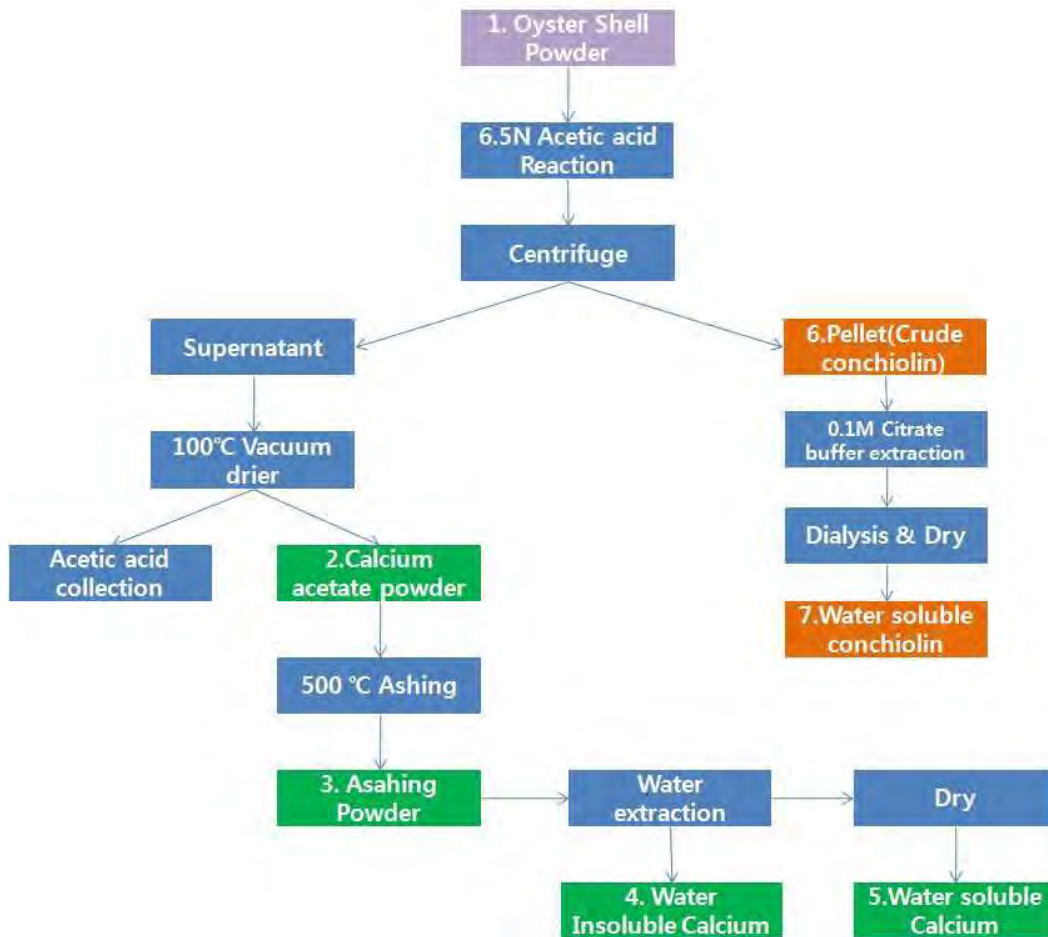 1. Oyster Shell
Powder
6.5N Acetic acid
Reaction
Centrifuge
Supernatant
6.Pellet(Crude
conchiolin)
100℃ Vacuum
drier
0.1M Citrate
buffer extraction
Acetic acid
collection
2.Calcium
acetate powder
Dialysis & Dry
7.Water soluble
conchiolin
500 ℃ Ashing
3. Asahing
Powder
Water
extraction
Dry
4. Water
Insoluble Calcium
5.Water soluble
Calcium